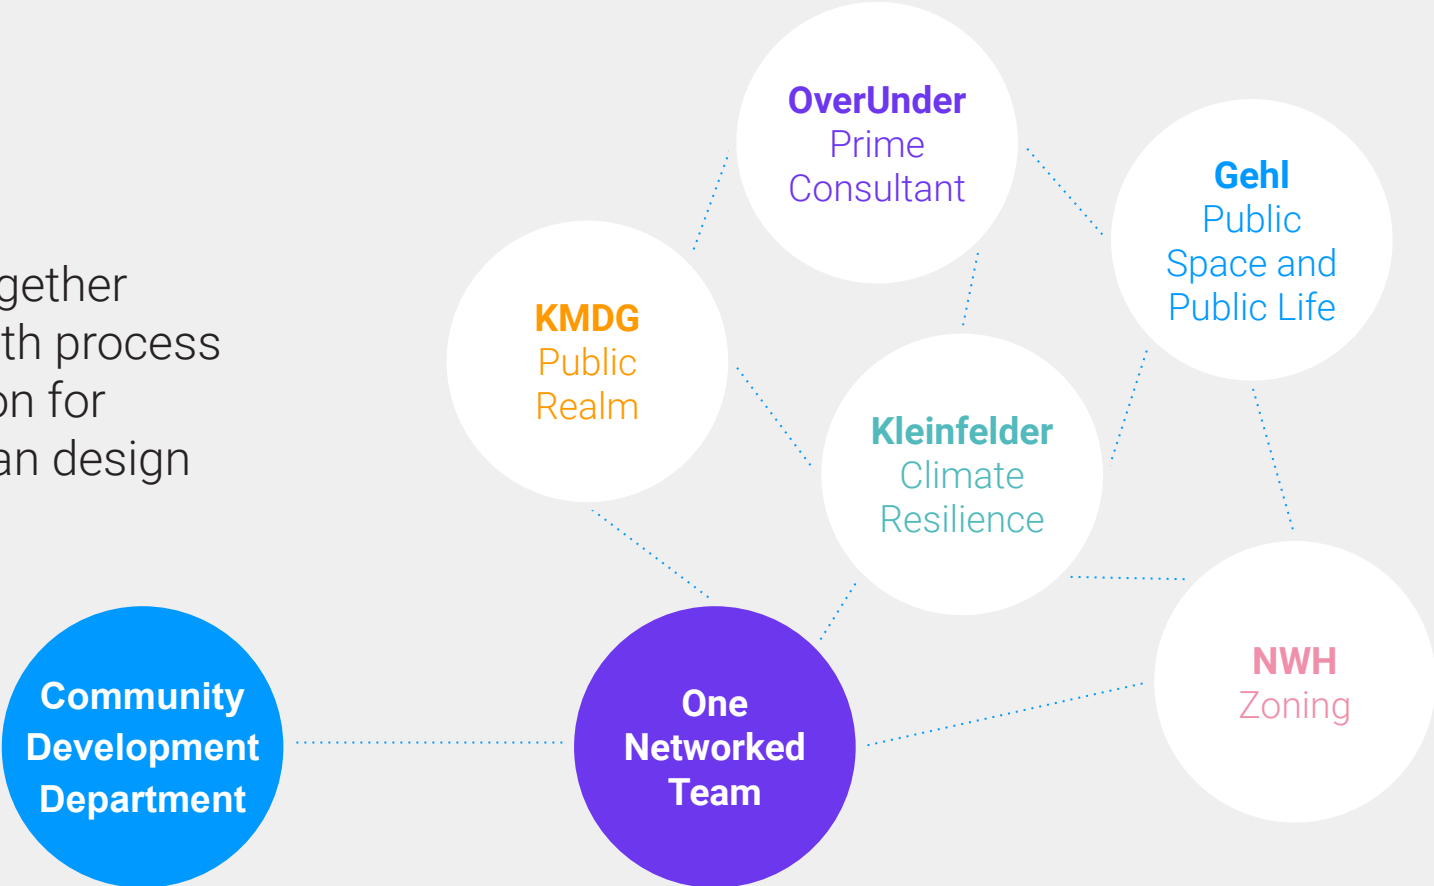 OverUnder
Prime
Consultant
Gehl
Public
Space and
Public Life
gether
th process
on for
an design
KMDG
Public
Realm
Kleinfelder
Climate
Resilience
NWH
Zoning
Community
Development
Department
One
Networked
Team